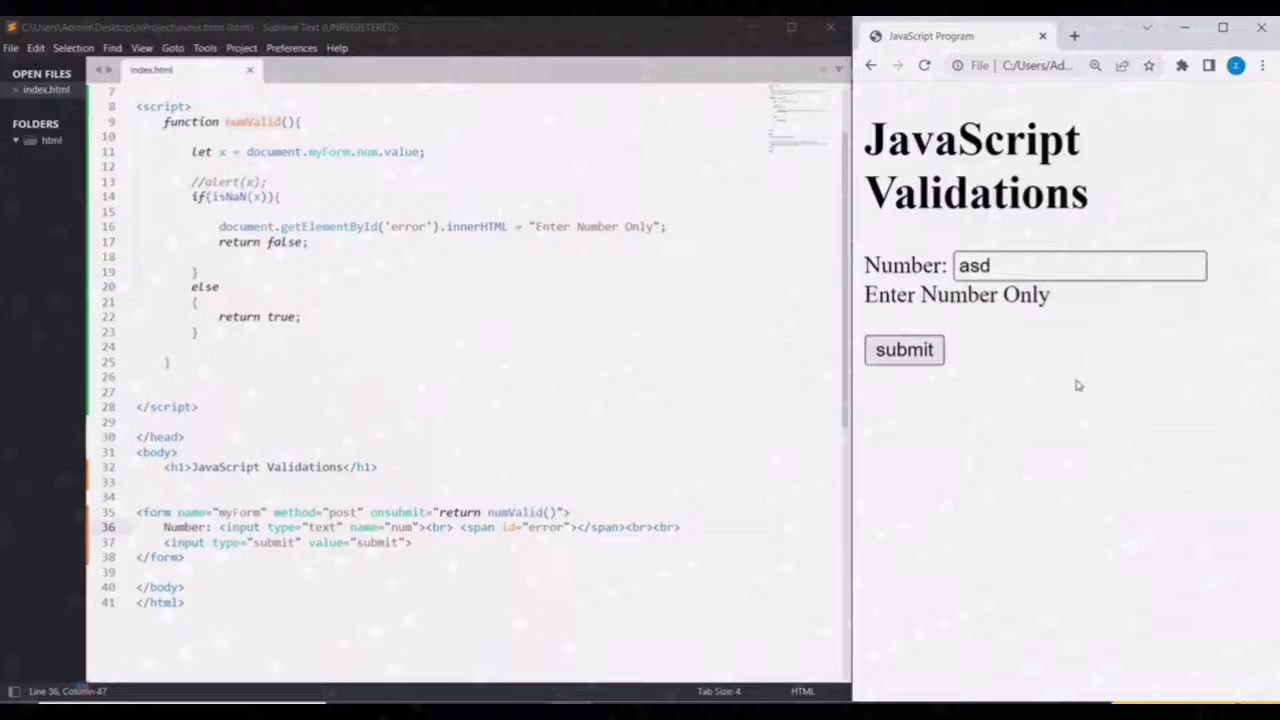 C:\Users\Admin\Desktop\JsProject\index.html (html) - Sublime Text (UNREGISTERED)
File Edit Selection Find View Goto Tools Project Preferences Help
OPEN FILES
× index.html
FOLDERS
html
index.html ×
7
8 <script>
9 function numValid(){
10
11 let x = document.myForm.num.value;
12
13 //alert(x);
14 if(isNaN(x)){
15
16 document.getElementById('error').innerHTML = "Enter Number Only";
17 return false;
18
19 }
20 else
21 {
22 return true;
23 }
24
25 }
26
27
28 </script>
29
30 </head>
31 <body>
32 <h1>JavaScript Validations</h1>
33
34
35 <form name="myForm" method="post" onsubmit="return numValid()">
36 Number: <input type="text" name="num"><br> <span id="error"></span><br><br>
37 <input type="submit" value="submit">
38 </form>
39
40 </body>
41 </html>
Line 36, Column 47
Tab Size: 4
HTML
JavaScript Program
File | C:/Users/Ad...
Z
JavaScript
Validations
Number: asd
Enter Number Only
submit